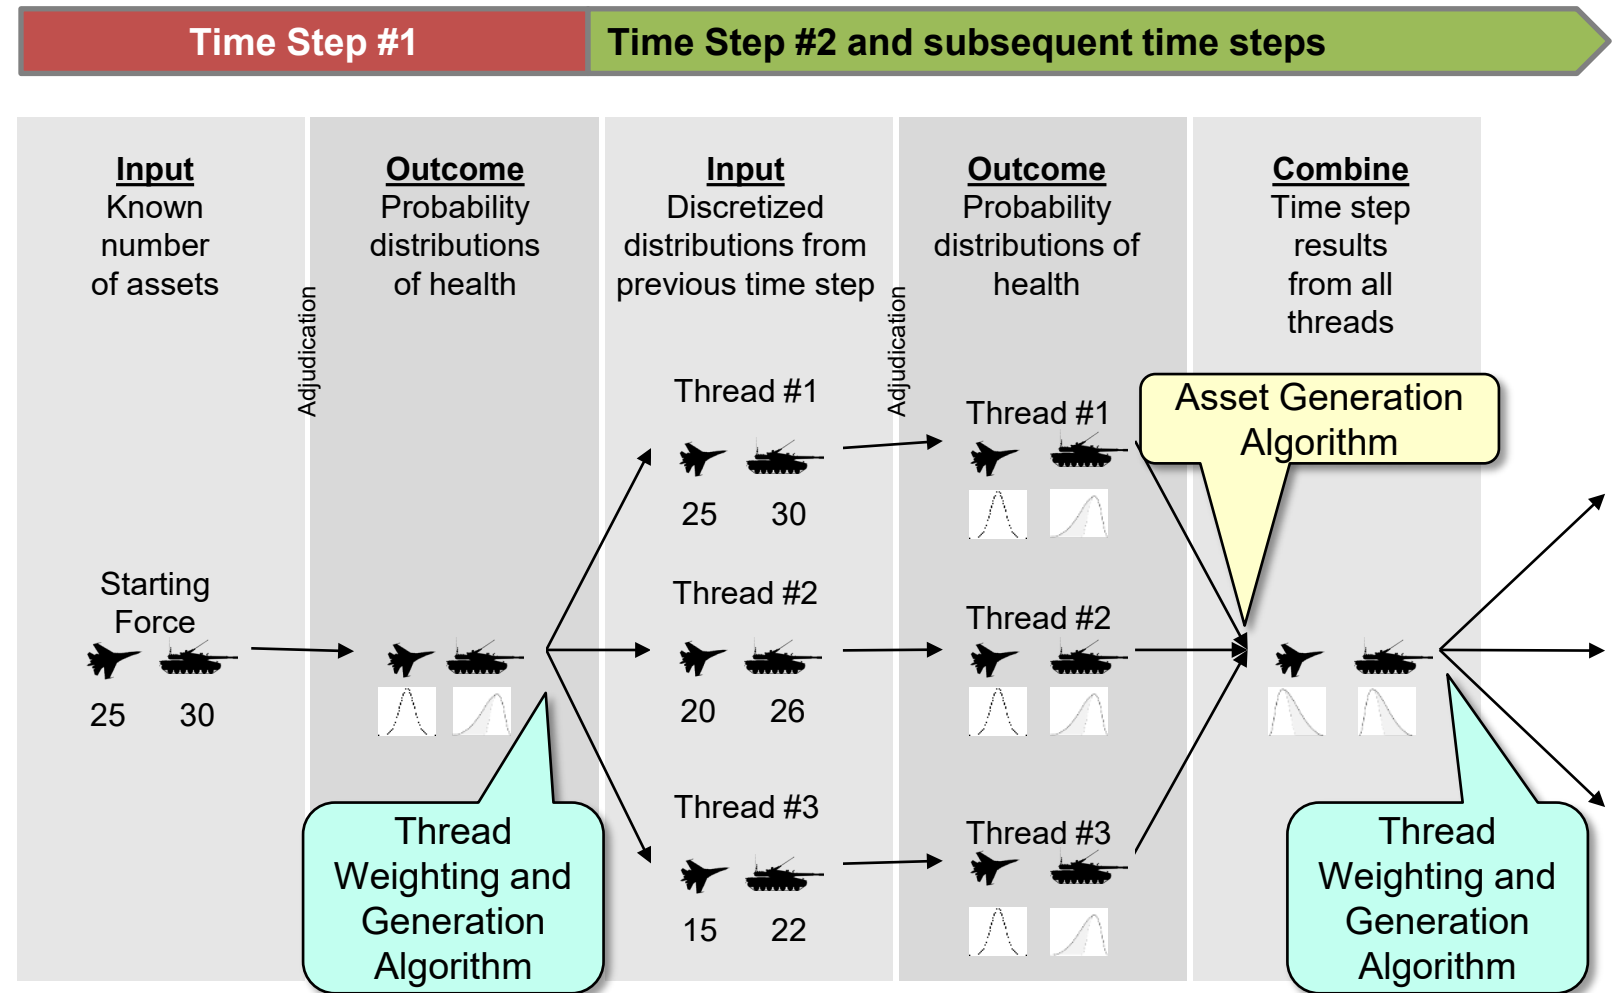 Time Step #1
Time Step #2 and subsequent time steps
Input
Known
number
of assets
Adjudication
Outcome
Probability
distributions
of health
Input
Discretized
distributions from
previous time step
Adjudication
Outcome
Probability
distributions of
health
Combine
Time step
results
from all
threads
Starting
Force
25 30
Thread #1
25 30
Thread #2
20 26
Thread #3
15 22
Thread #1
Thread #2
Thread #3
Asset Generation
Algorithm
Thread
Weighting and
Generation
Algorithm
Thread
Weighting and
Generation
Algorithm